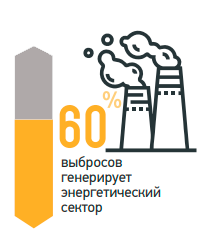 60%
выбросов
генерирует
энергетический
сектор